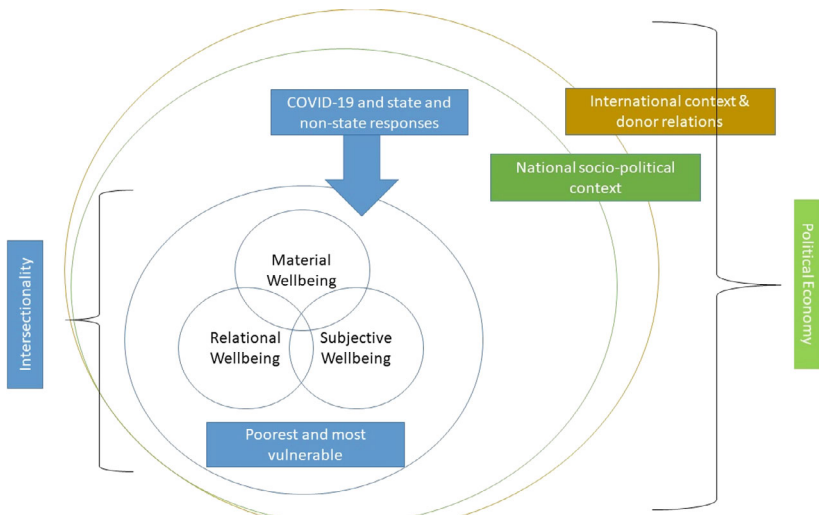 COVID-19 and state and
non-state responses
International context &
donor relations
National socio-political
context
Intersectionality
Material
Wellbeing
Relational
Wellbeing
Subjective
Wellbeing
Poorest and most
vulnerable
Political Economy